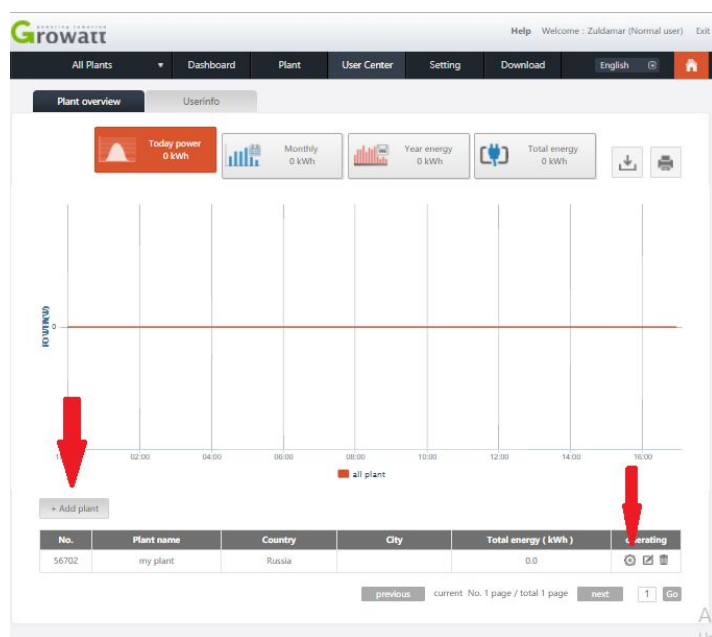 powering tomorrow
Growatt
Help Welcome : Zuldamar (Normal user) Exit
All Plants Dashboard Plant User Center Setting Download English
Plant overview Userinfo
Today power Monthly Year energy Total energy
0 kWh 0 kWh 0 kWh 0 kWh
0
02:00 04:00 06:00 08:00 10:00 12:00 14:00 16:00
all plant
+ Add plant
No. Plant name Country City Total energy ( kWh )
56702 my plant Russia 0.0
previous current No. 1 page / total 1 page next 1 Go